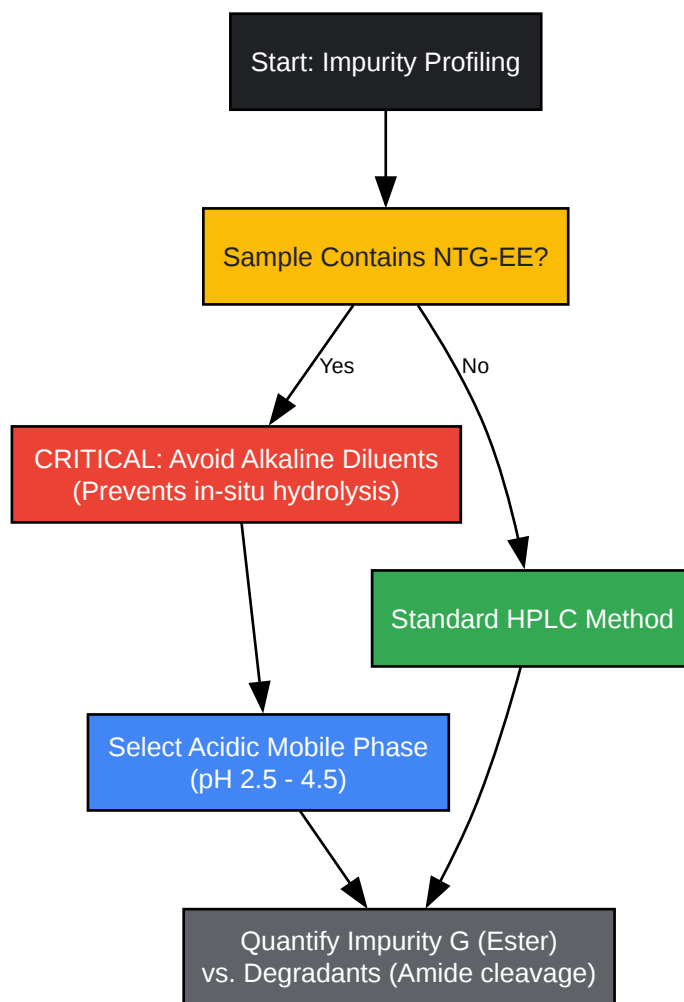 Start: Impurity Profiling
Sample Contains NTG-EE?
Yes
No
CRITICAL: Avoid Alkaline Diluents
(Prevents in-situ hydrolysis)
Standard HPLC Method
Select Acidic Mobile Phase
(pH 2.5 - 4.5)
Quantify Impurity G (Ester)
vs. Degradants (Amide cleavage)